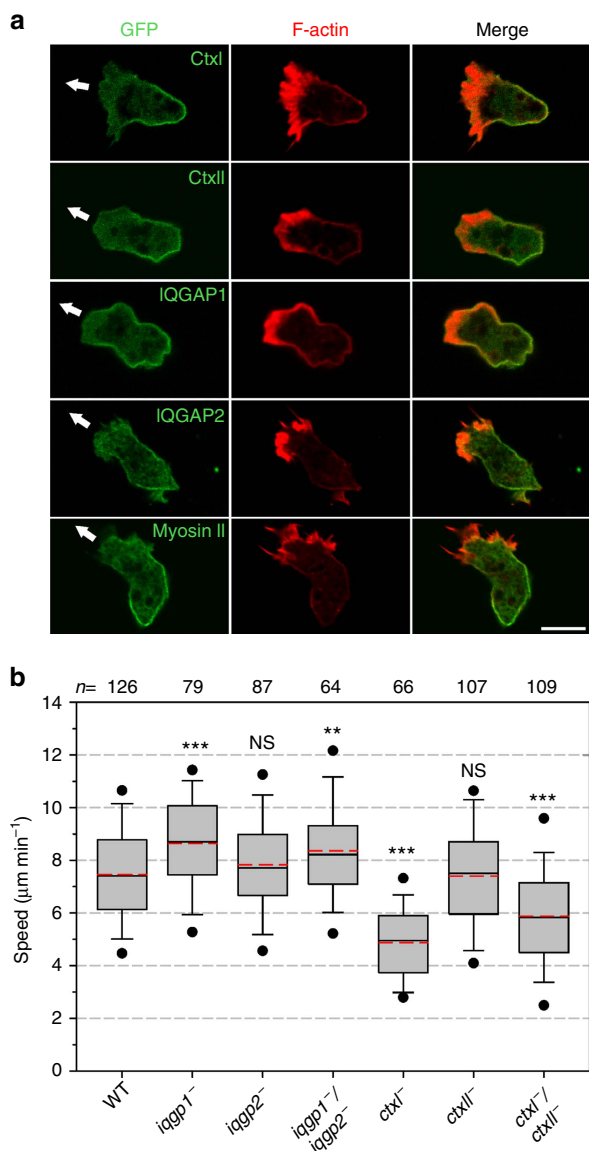 a
GFP F-actin Merge
CtxI
CtxII
IQGAP1
IQGAP2
Myosin II
b
n= 126 79 87 64 66 107 109
14
12
10
8
6
4
2
0
Speed (μm min⁻¹)
*** NS ** *** NS ***
WT
iqgp1⁻
iqgp2⁻
iqgp1⁻/
iqgp2⁻
ctxI⁻
ctxII⁻
ctxI⁻/
ctxII⁻